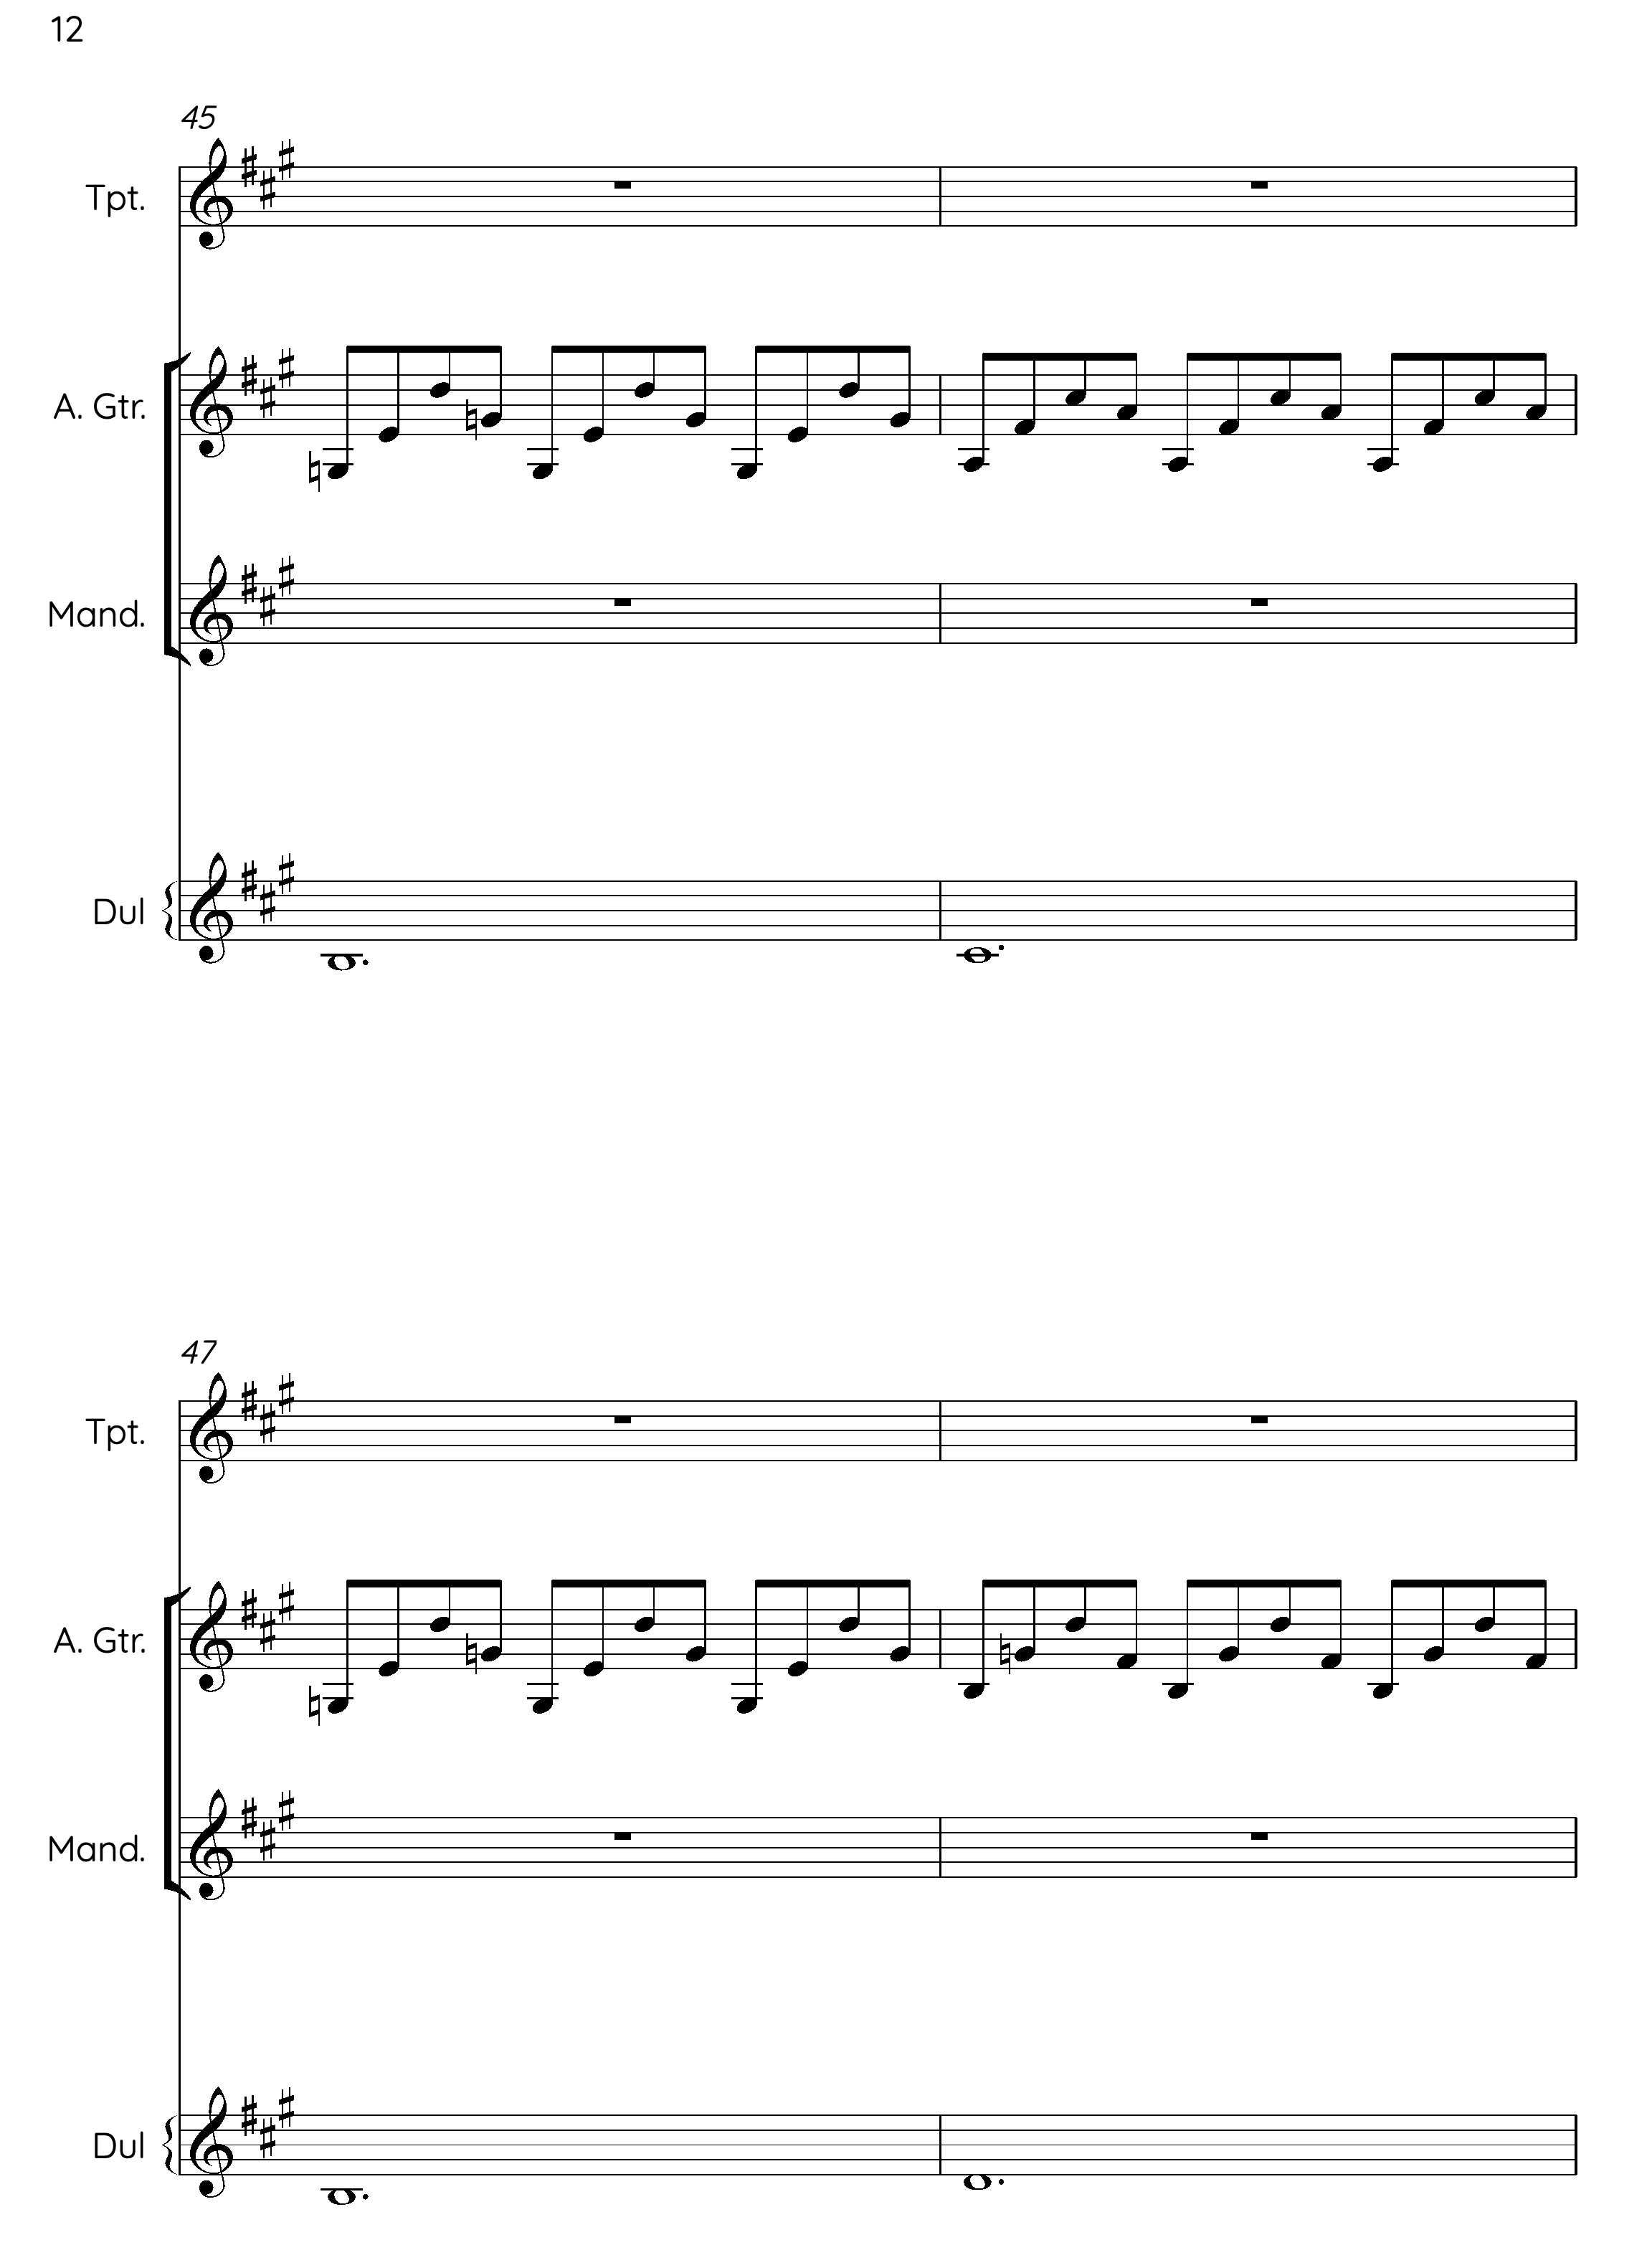 12
45
Tpt.
A. Gtr.
Mand.
Dul
47
Tpt.
A. Gtr.
Mand.
Dul